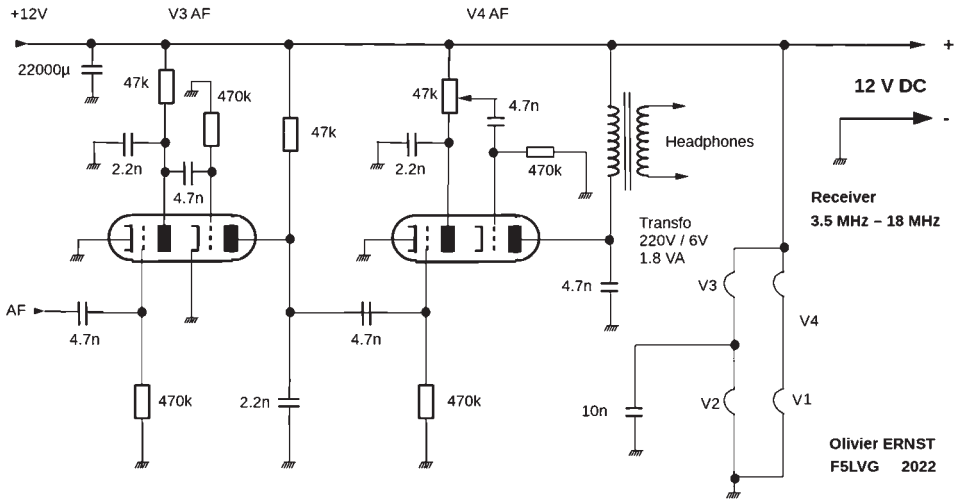 +12V
V3 AF
V4 AF
+
22000µ
47k
470k
47k
4.7n
12 V DC
-
47k
2.2n
4.7n
2.2n
470k
Headphones
Receiver
3.5 MHz – 18 MHz
Transfo
220V / 6V
1.8 VA
4.7n
V3
V4
AF
4.7n
4.7n
470k
2.2n
470k
10n
V2
V1
Olivier ERNST
F5LVG 2022